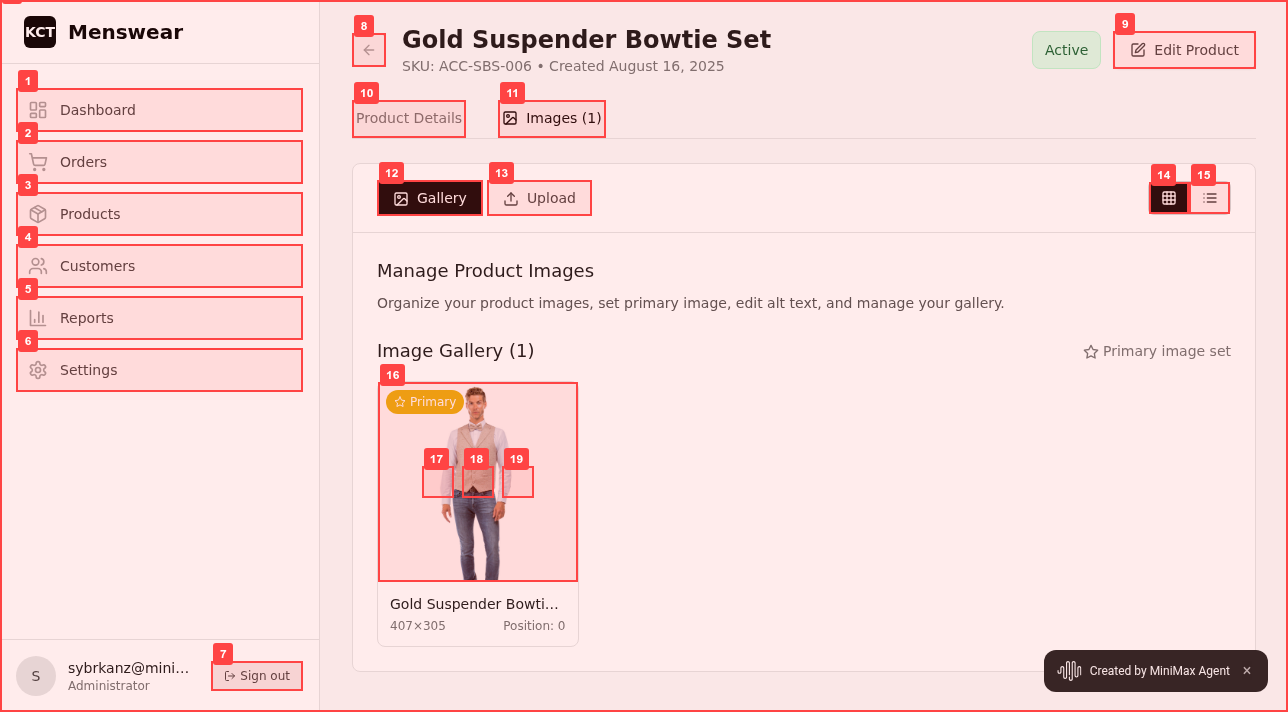 KCT Menswear
1
Dashboard
2
Orders
3
Products
4
Customers
5
Reports
6
Settings
S
sybrkanz@mini...
Administrator
7
Sign out
8
Gold Suspender Bowtie Set
SKU: ACC-SBS-006 • Created August 16, 2025
Active
9
Edit Product
10
Product Details
11
Images (1)
12
Gallery
13
Upload
14
15
Manage Product Images
Organize your product images, set primary image, edit alt text, and manage your gallery.
Image Gallery (1)
Primary image set
16
Primary
17
18
19
Gold Suspender Bowti...
407×305
Position: 0
Created by MiniMax Agent ×